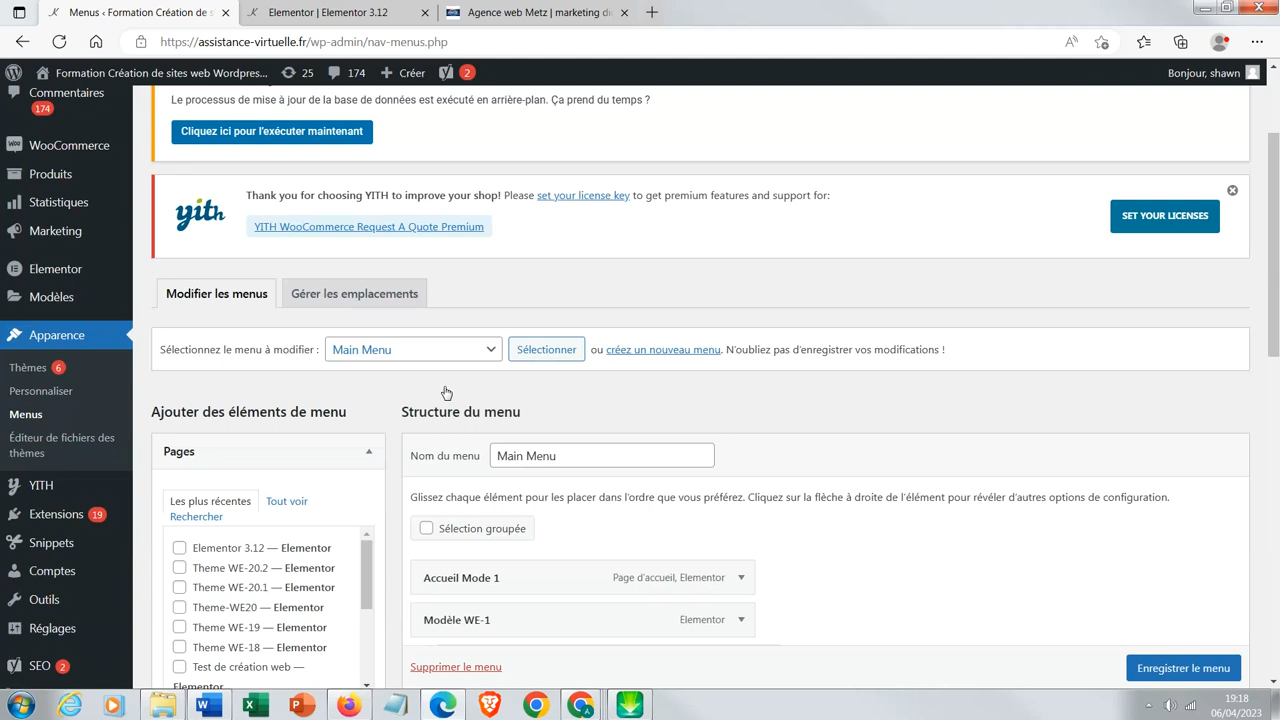 Menus ‹ Formation Création de s
Elementor | Elementor 3.12
Agence web Metz | marketing di
https://assistance-virtuelle.fr/wp-admin/nav-menus.php
Formation Création de sites web Wordpres...
25
174
Créer
2
Bonjour, shawn
Commentaires
174
WooCommerce
Produits
Statistiques
Marketing
Elementor
Modèles
Apparence
Thèmes 6
Personnaliser
Menus
Éditeur de fichiers des
thèmes
YITH
Extensions 19
Snippets
Comptes
Outils
Réglages
SEO 2
Le processus de mise à jour de la base de données est exécuté en arrière-plan. Ça prend du temps ?
Cliquez ici pour l'exécuter maintenant
yith
Thank you for choosing YITH to improve your shop! Please set your license key to get premium features and support for:
YITH WooCommerce Request A Quote Premium
SET YOUR LICENSES
Modifier les menus
Gérer les emplacements
Sélectionnez le menu à modifier : Main Menu Sélectionner ou créez un nouveau menu. N'oubliez pas d'enregistrer vos modifications !
Ajouter des éléments de menu
Pages
Les plus récentes
Tout voir
Rechercher
Elementor 3.12 — Elementor
Theme WE-20.2 — Elementor
Theme WE-20.1 — Elementor
Theme-WE20 — Elementor
Theme WE-19 — Elementor
Theme WE-18 — Elementor
Test de création web —
Elementor
Structure du menu
Nom du menu Main Menu
Glissez chaque élément pour les placer dans l'ordre que vous préférez. Cliquez sur la flèche à droite de l'élément pour révéler d'autres options de configuration.
Sélection groupée
Accueil Mode 1 Page d'accueil, Elementor
Modèle WE-1 Elementor
Supprimer le menu
Enregistrer le menu
19:18
06/04/2023